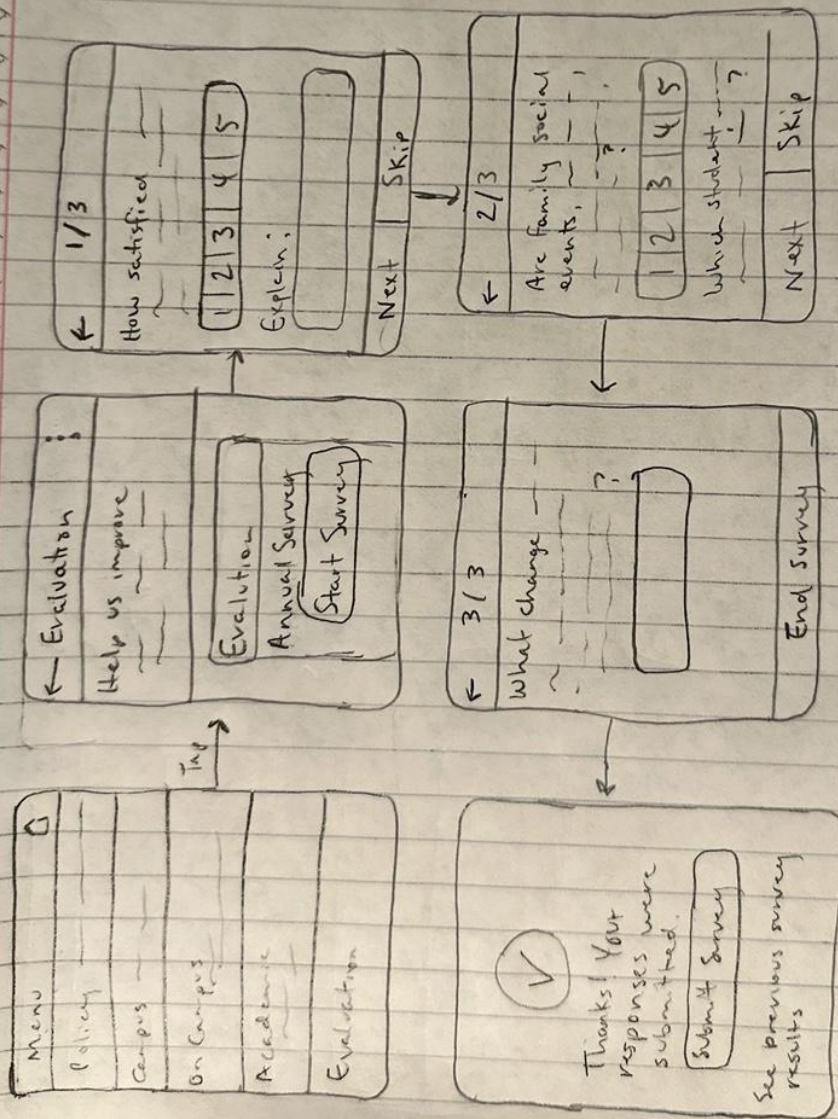 Menu
Policy
Campus
On Campus
Academic
Evaluation
Tap
← Evaluation ⋮
Help us improve
Evalution
Annual Survey
Start Survey
← 1/3
How satisfied
1 | 2 | 3 | 4 | 5
Explain:
Next | Skip
← 2/3
Are family social
events,
?
1 | 2 | 3 | 4 | 5
Which student
?
Next | Skip
← 3/3
What change
?
End survey
Thanks! Your
responses were
submitted.
Submit Survey
See previous survey
results